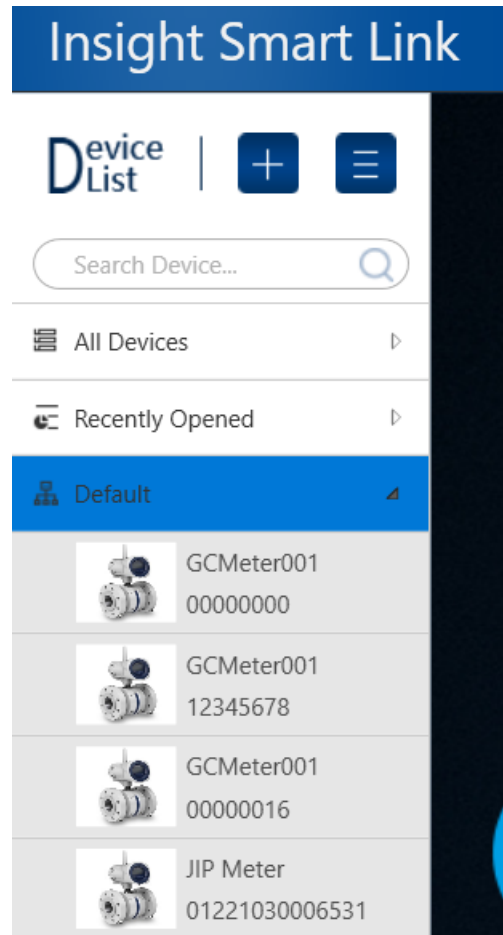 Insight Smart Link
Device
List
Search Device...
All Devices
Recently Opened
Default
GCMeter001
00000000
GCMeter001
12345678
GCMeter001
00000016
JIP Meter
01221030006531